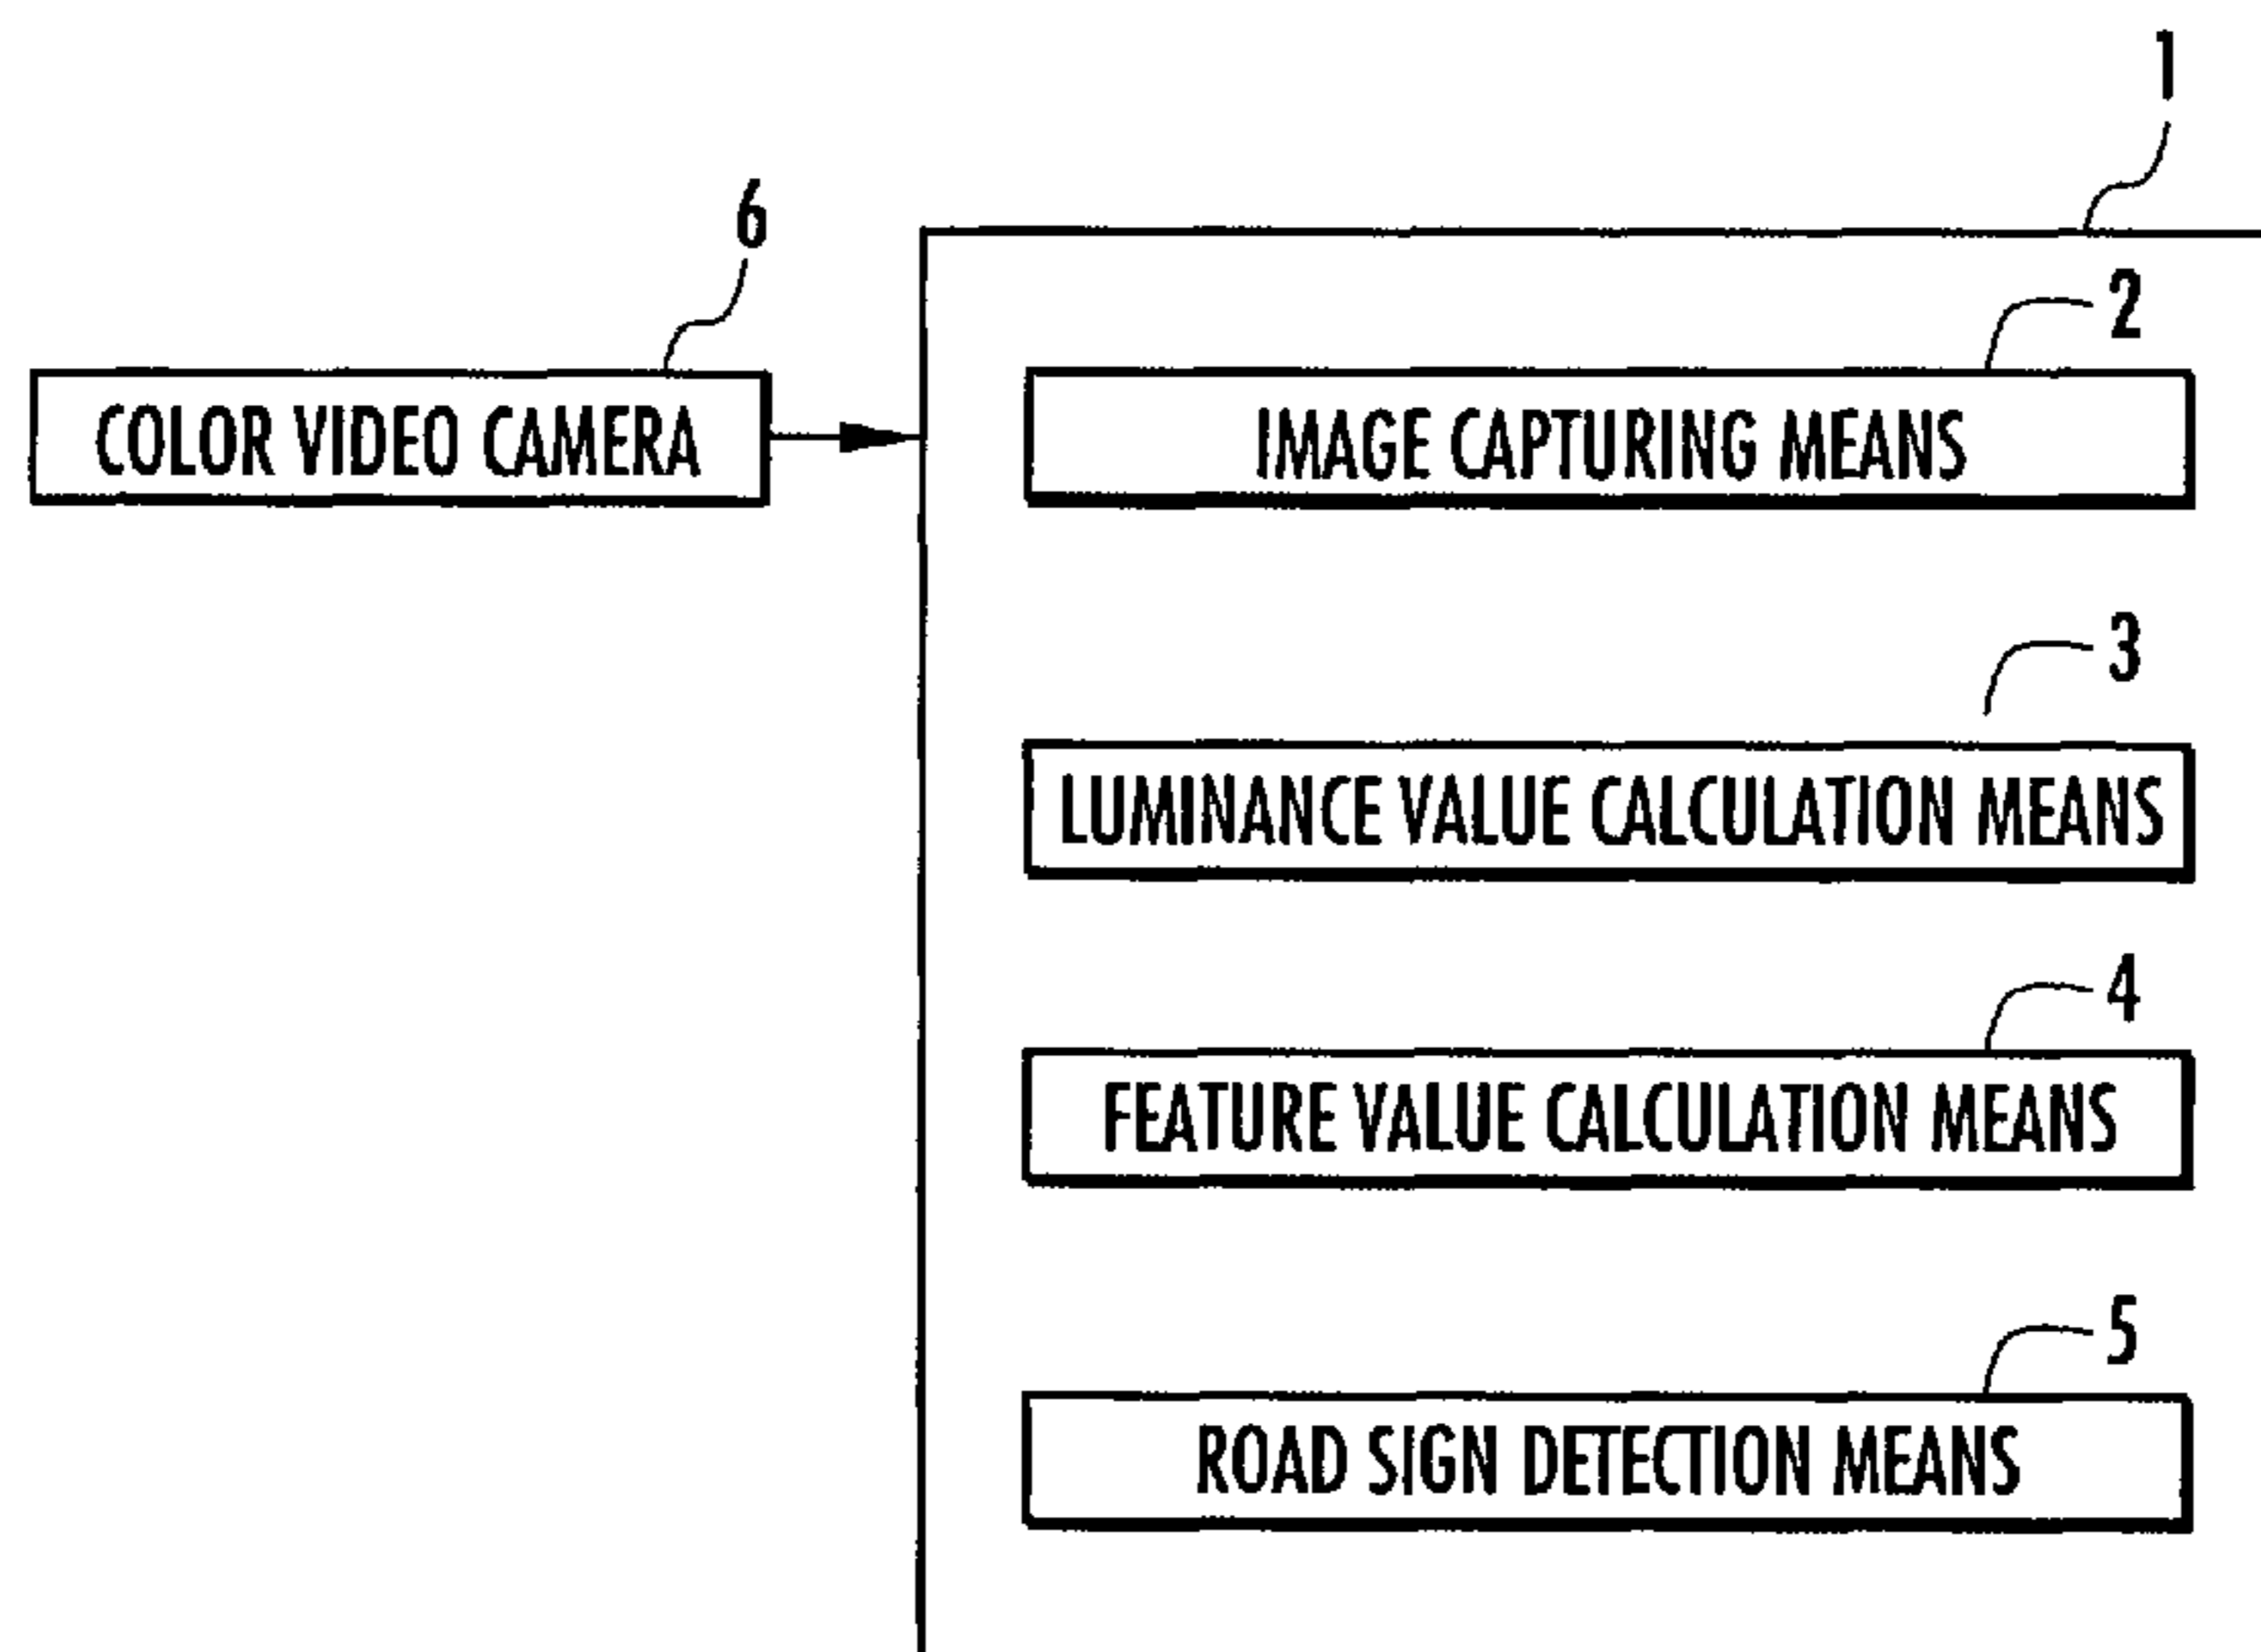 1
6
COLOR VIDEO CAMERA
2
IMAGE CAPTURING MEANS
3
LUMINANCE VALUE CALCULATION MEANS
4
FEATURE VALUE CALCULATION MEANS
5
ROAD SIGN DETECTION MEANS